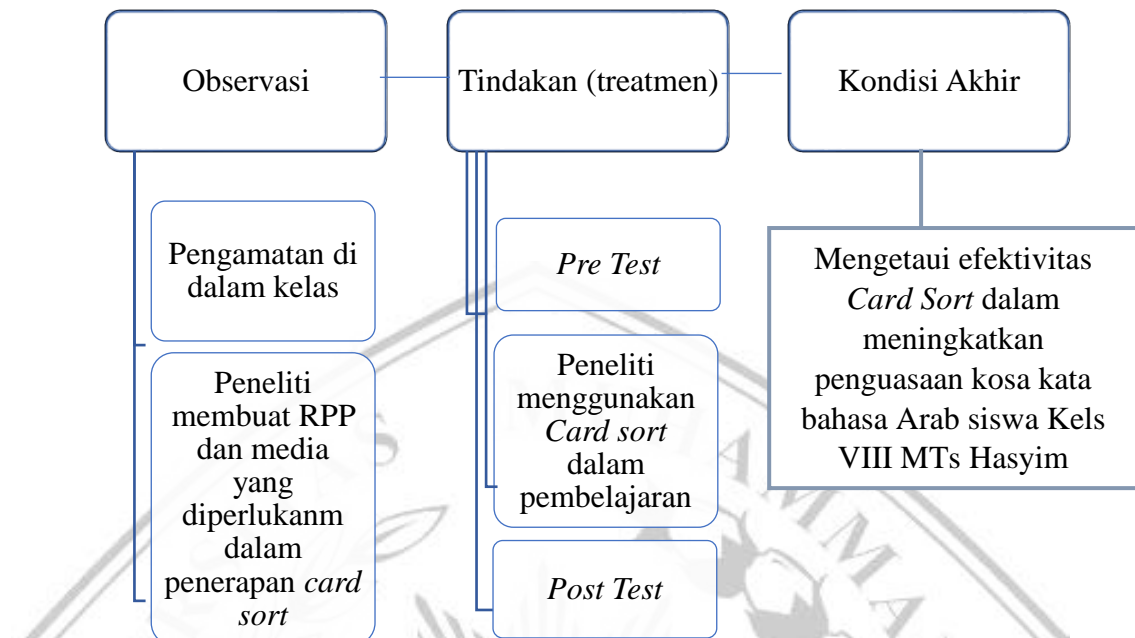 Observasi
Tindakan (treatmen)
Kondisi Akhir
Pengamatan di
dalam kelas
Peneliti
membuat RPP
dan media
yang
diperlukanm
dalam
penerapan card
sort
Pre Test
Peneliti
menggunakan
Card sort
dalam
pembelajaran
Post Test
Mengetaui efektivitas
Card Sort dalam
meningkatkan
penguasaan kosa kata
bahasa Arab siswa Kels
VIII MTs Hasyim